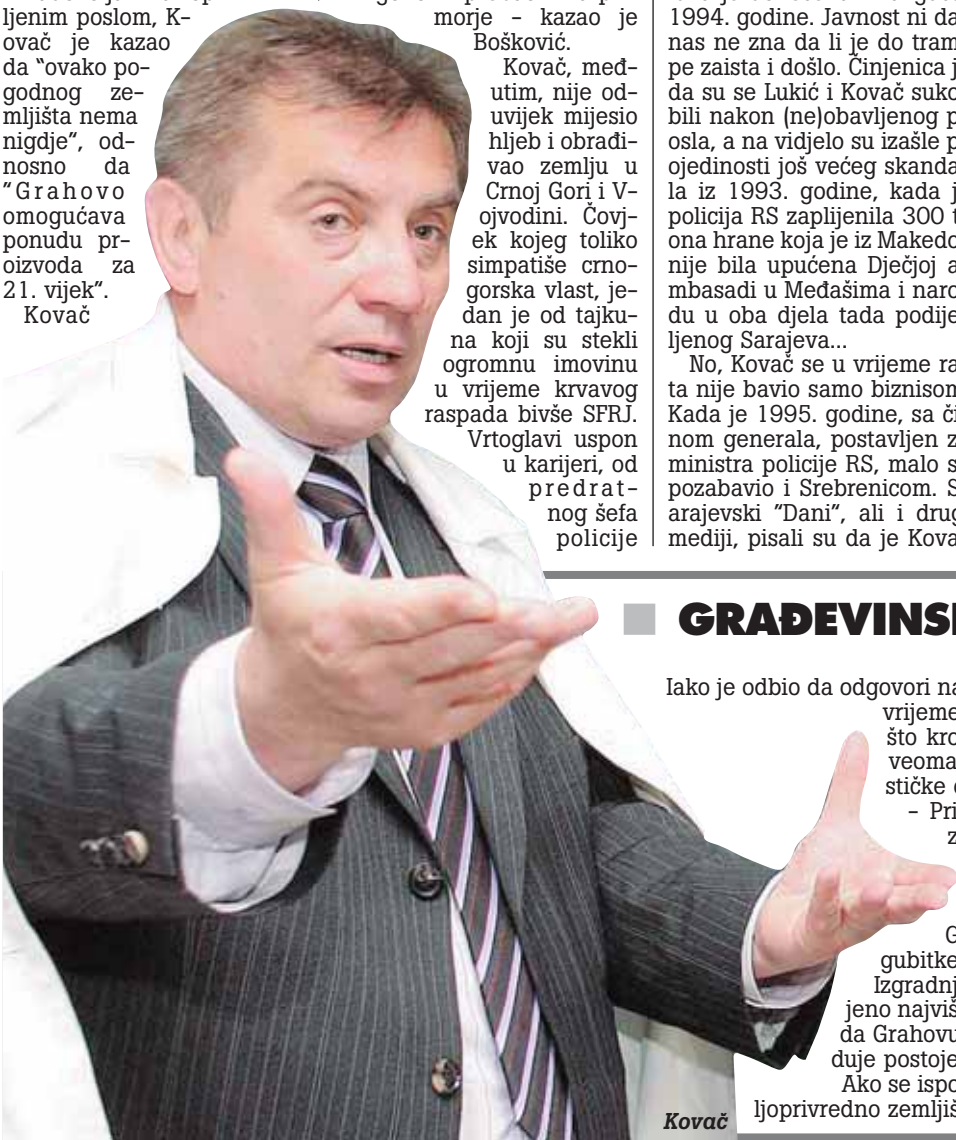 ljenim poslom, K-
ovač je kazao
da “ovako po-
godnog ze-
mljišta nema
nigdje”, od-
nosno da
“Grahovo
omogućava
ponudu pr-
oizvoda za
21. vijek”.
Kovač
morje – kazao je
Bošković.
Kovač, međ-
utim, nije od-
uvijek mijesio
hljeb i obrađi-
vao zemlju u
Crnoj Gori i V-
ojvodini. Čovj-
ek kojeg toliko
simpatiše crno-
gorska vlast, je-
dan je od tajku-
na koji su stekli
ogromnu imovinu
u vrijeme krvavog
raspada bivše SFRJ.
Vrtoglavi uspon
u karijeri, od
predrat-
nog šefa
policije
1994. godine. Javnost ni da
nas ne zna da li je do tram
pe zaista i došlo. Činjenica j
da su se Lukić i Kovač suko
bili nakon (ne)obavljenog p
osla, a na vidjelo su izašle p
ojedinosti još većeg skanda
la iz 1993. godine, kada j
policija RS zaplijenila 300 t
ona hrane koja je iz Makedo
nije bila upućena Dječjoj a
mbasadi u Međašima i naro
du u oba djela tada podije
ljenog Sarajeva...
No, Kovač se u vrijeme ra
ta nije bavio samo biznisom
Kada je 1995. godine, sa či
nom generala, postavljen z
ministra policije RS, malo s
pozabavio i Srebrenicom. S
arajevski “Dani”, ali i drug
mediji, pisali su da je Kova
GRAĐEVINS
Iako je odbio da odgovori na
vrijeme
što kro
veoma
stičke
– Pri
z
G
gubitke
Izgradnj
jeno najviš
da Grahovu
duje postoje
Ako se ispo
ljoprivredno zemljiš
Kovač